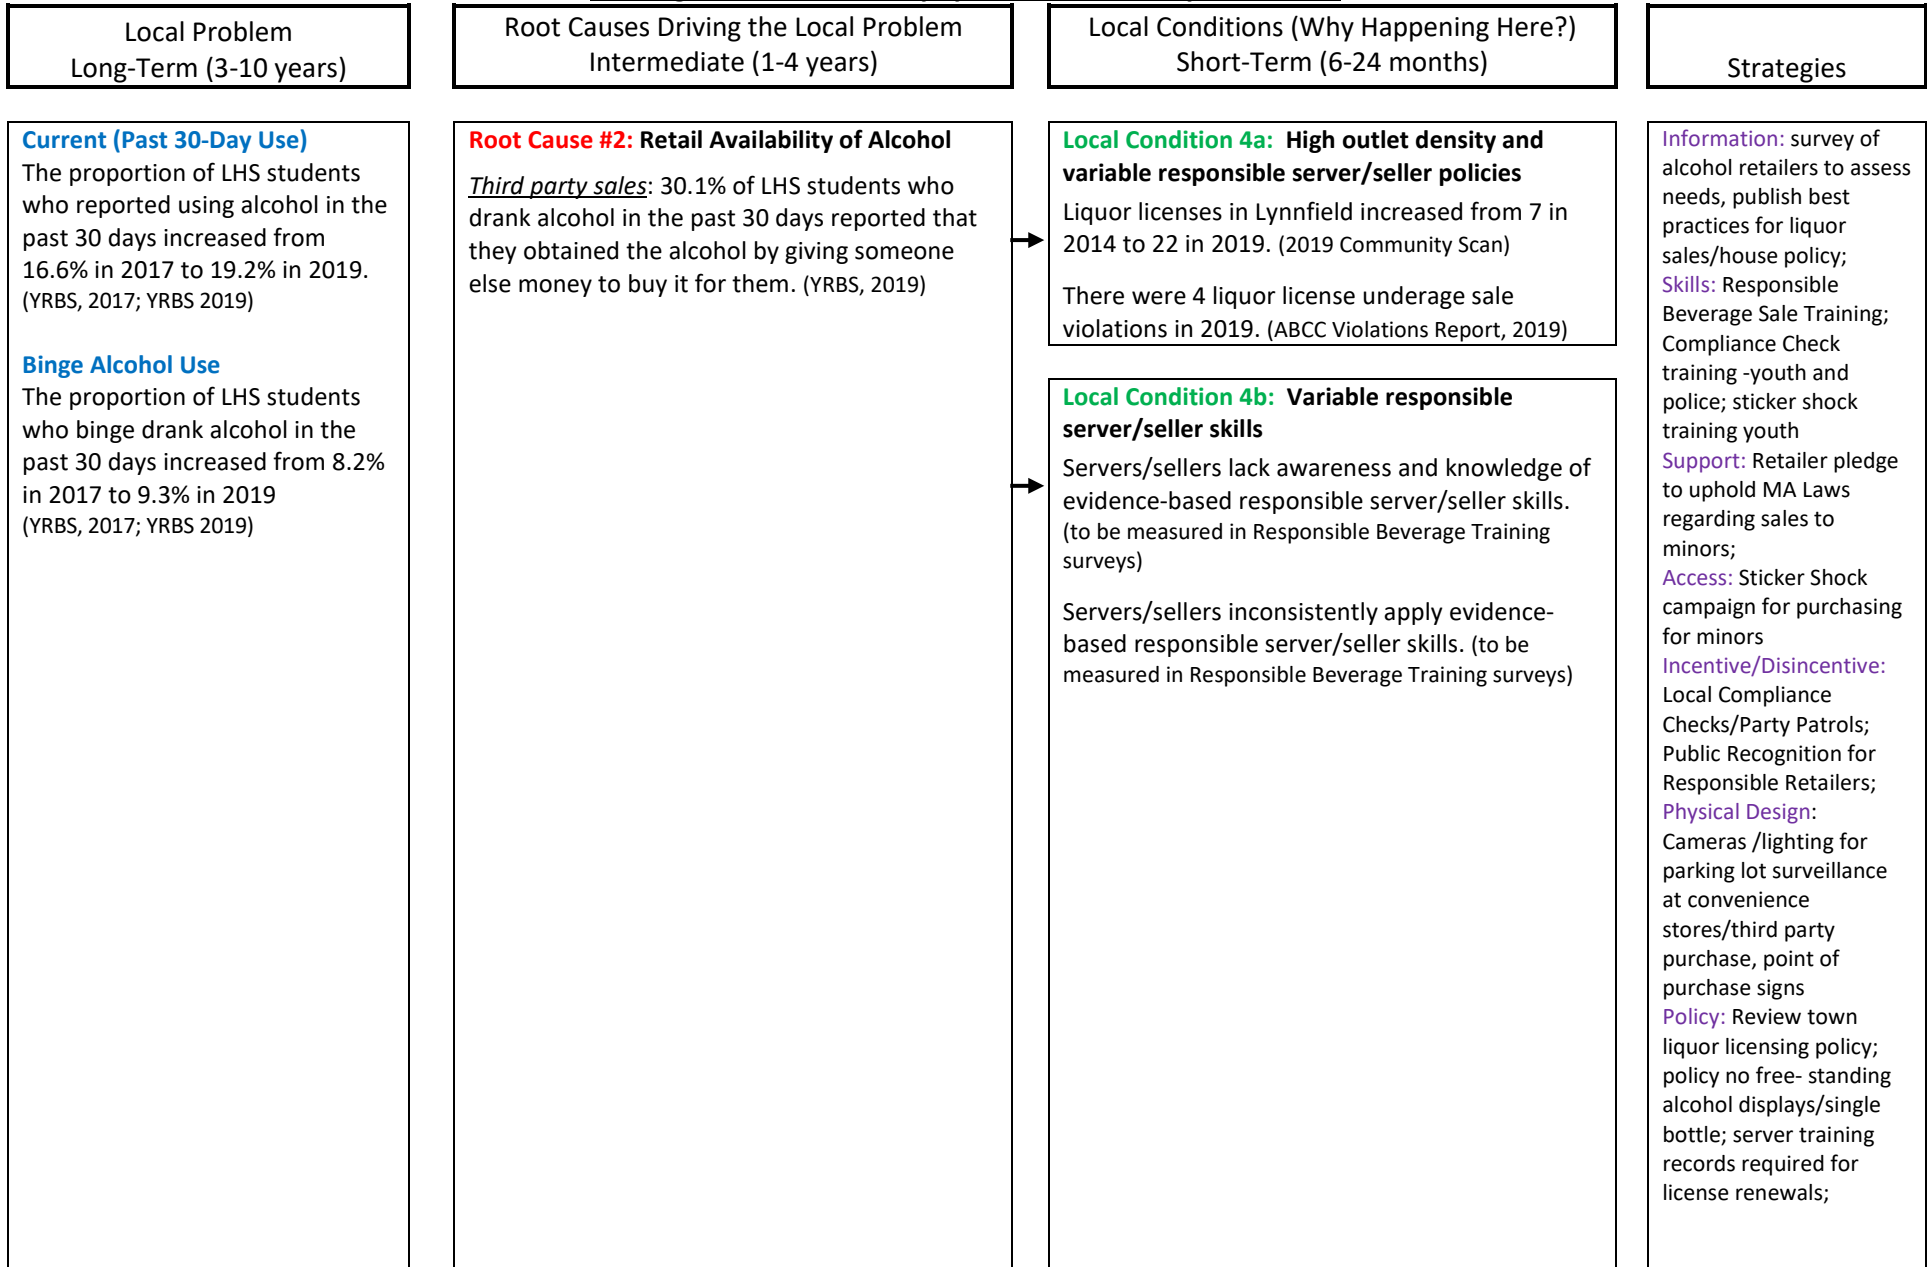 Local Problem
Long-Term (3-10 years)
Root Causes Driving the Local Problem
Intermediate (1-4 years)
Local Conditions (Why Happening Here?)
Short-Term (6-24 months)
Strategies
Current (Past 30-Day Use)
The proportion of LHS students
who reported using alcohol in the
past 30 days increased from
16.6% in 2017 to 19.2% in 2019.
(YRBS, 2017; YRBS 2019)
Binge Alcohol Use
The proportion of LHS students
who binge drank alcohol in the
past 30 days increased from 8.2%
in 2017 to 9.3% in 2019
(YRBS, 2017; YRBS 2019)
Root Cause #2: Retail Availability of Alcohol
Third party sales: 30.1% of LHS students who
drank alcohol in the past 30 days reported that
they obtained the alcohol by giving someone
else money to buy it for them. (YRBS, 2019)
Local Condition 4a: High outlet density and
variable responsible server/seller policies
Liquor licenses in Lynnfield increased from 7 in
2014 to 22 in 2019. (2019 Community Scan)
There were 4 liquor license underage sale
violations in 2019. (ABCC Violations Report, 2019)
Local Condition 4b: Variable responsible
server/seller skills
Servers/sellers lack awareness and knowledge of
evidence-based responsible server/seller skills.
(to be measured in Responsible Beverage Training
surveys)
Servers/sellers inconsistently apply evidence-
based responsible server/seller skills. (to be
measured in Responsible Beverage Training surveys)
Information: survey of
alcohol retailers to assess
needs, publish best
practices for liquor
sales/house policy;
Skills: Responsible
Beverage Sale Training;
Compliance Check
training -youth and
police; sticker shock
training youth
Support: Retailer pledge
to uphold MA Laws
regarding sales to
minors;
Access: Sticker Shock
campaign for purchasing
for minors
Incentive/Disincentive:
Local Compliance
Checks/Party Patrols;
Public Recognition for
Responsible Retailers;
Physical Design:
Cameras /lighting for
parking lot surveillance
at convenience
stores/third party
purchase, point of
purchase signs
Policy: Review town
liquor licensing policy;
policy no free- standing
alcohol displays/single
bottle; server training
records required for
license renewals;